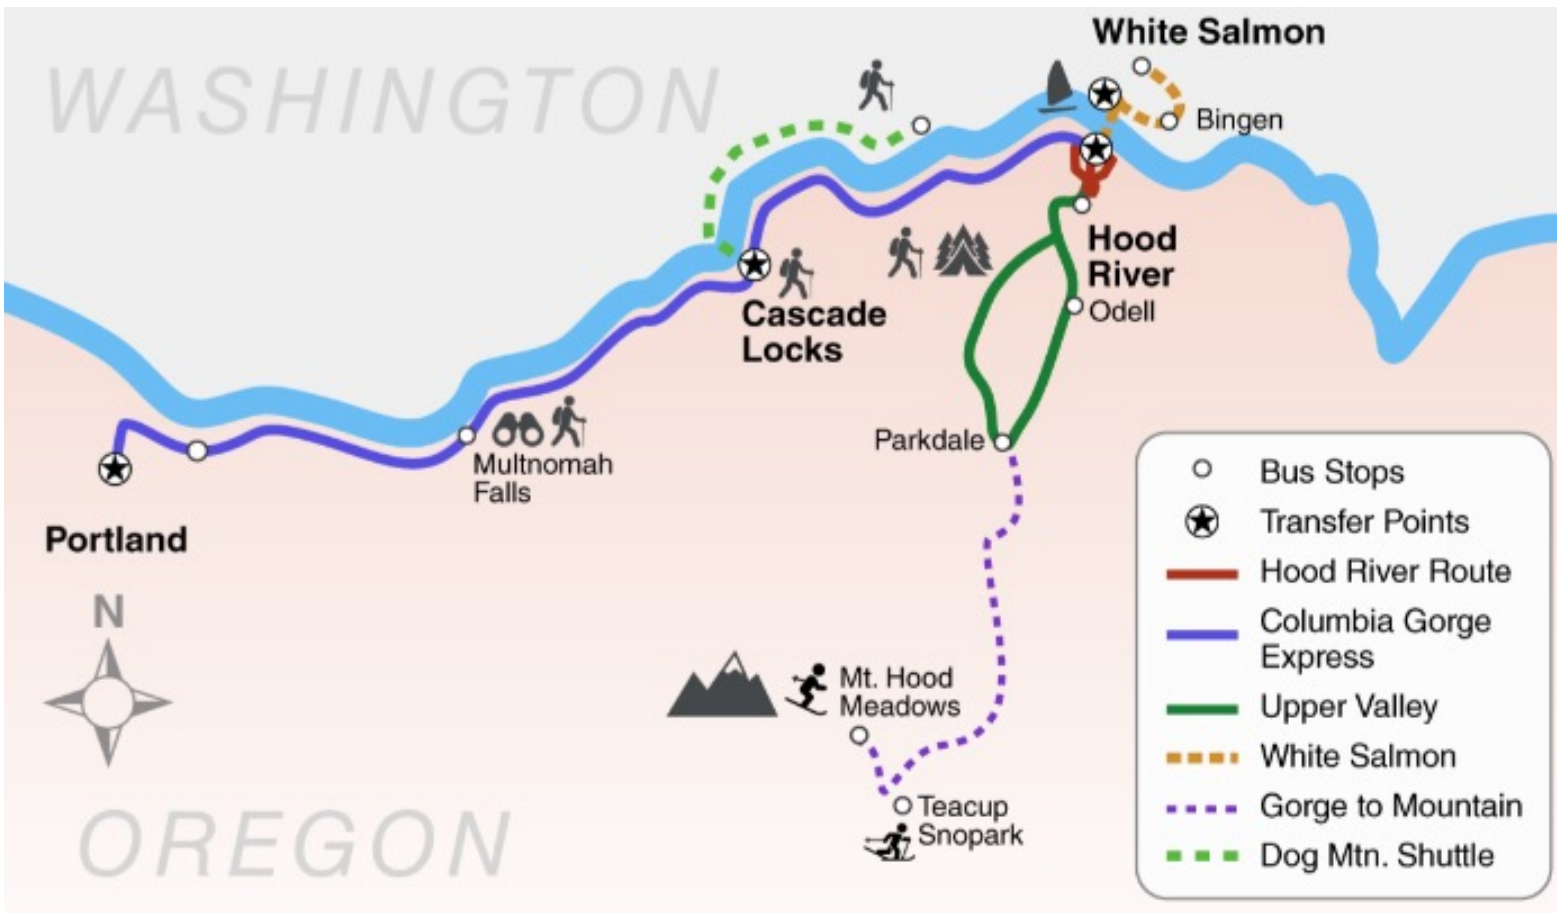 White Salmon
WASHINGTON
Bingen
Hood
River
Odell
Cascade
Locks
Parkdale
Multnomah
Falls
Portland
N
Mt. Hood
Meadows
Teacup
Snopark
OREGON
Bus Stops
Transfer Points
Hood River Route
Columbia Gorge
Express
Upper Valley
White Salmon
Gorge to Mountain
Dog Mtn. Shuttle